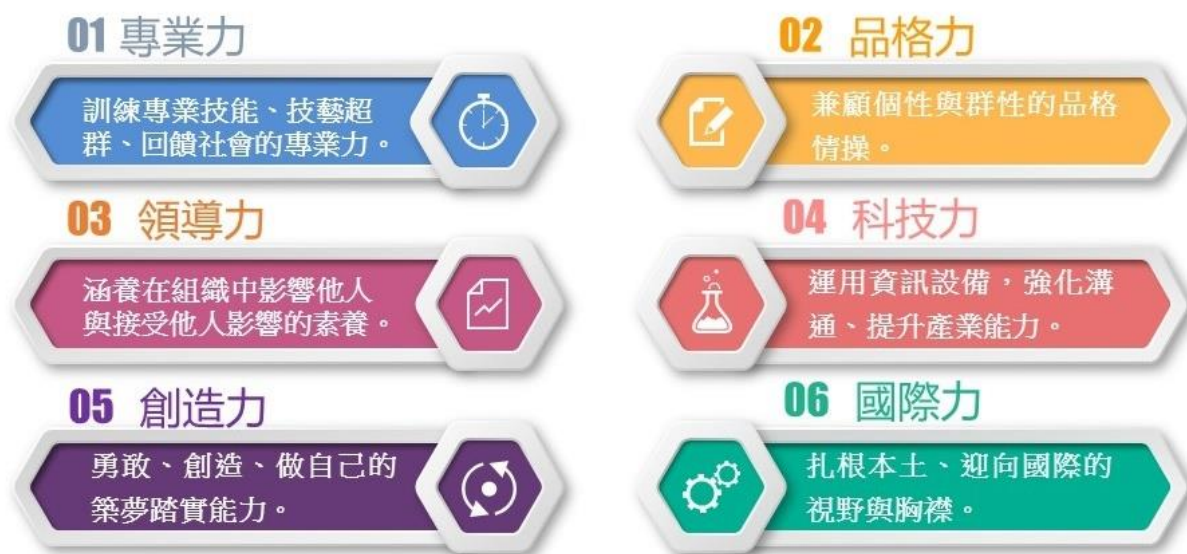 01 專業力
訓練專業技能、技藝超
群、回饋社會的專業力。
02 品格力
兼顧個性與群性的品格
情操。
03 領導力
涵養在組織中影響他人
與接受他人影響的素養。
04 科技力
運用資訊設備，強化溝
通、提升產業能力。
05 創造力
勇敢、創造、做自己的
築夢踏實能力。
06 國際力
扎根本土、迎向國際的
視野與胸襟。